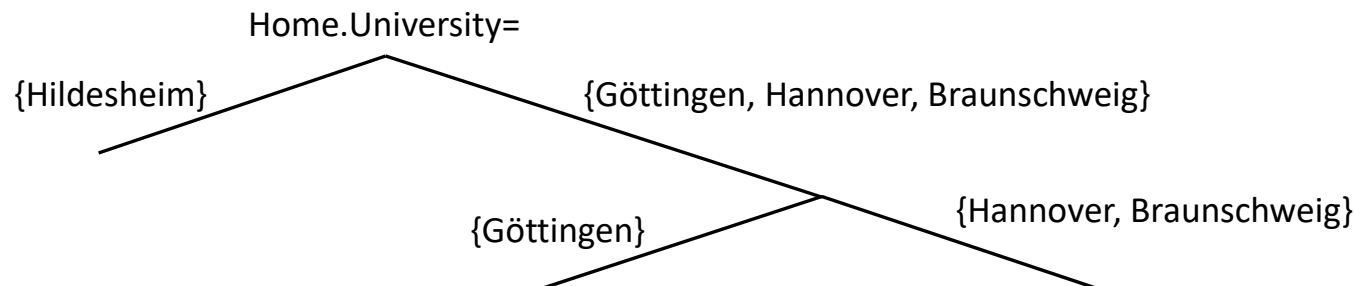 Home.University=
{Hildesheim}
{Göttingen, Hannover, Braunschweig}
{Göttingen}
{Hannover, Braunschweig}